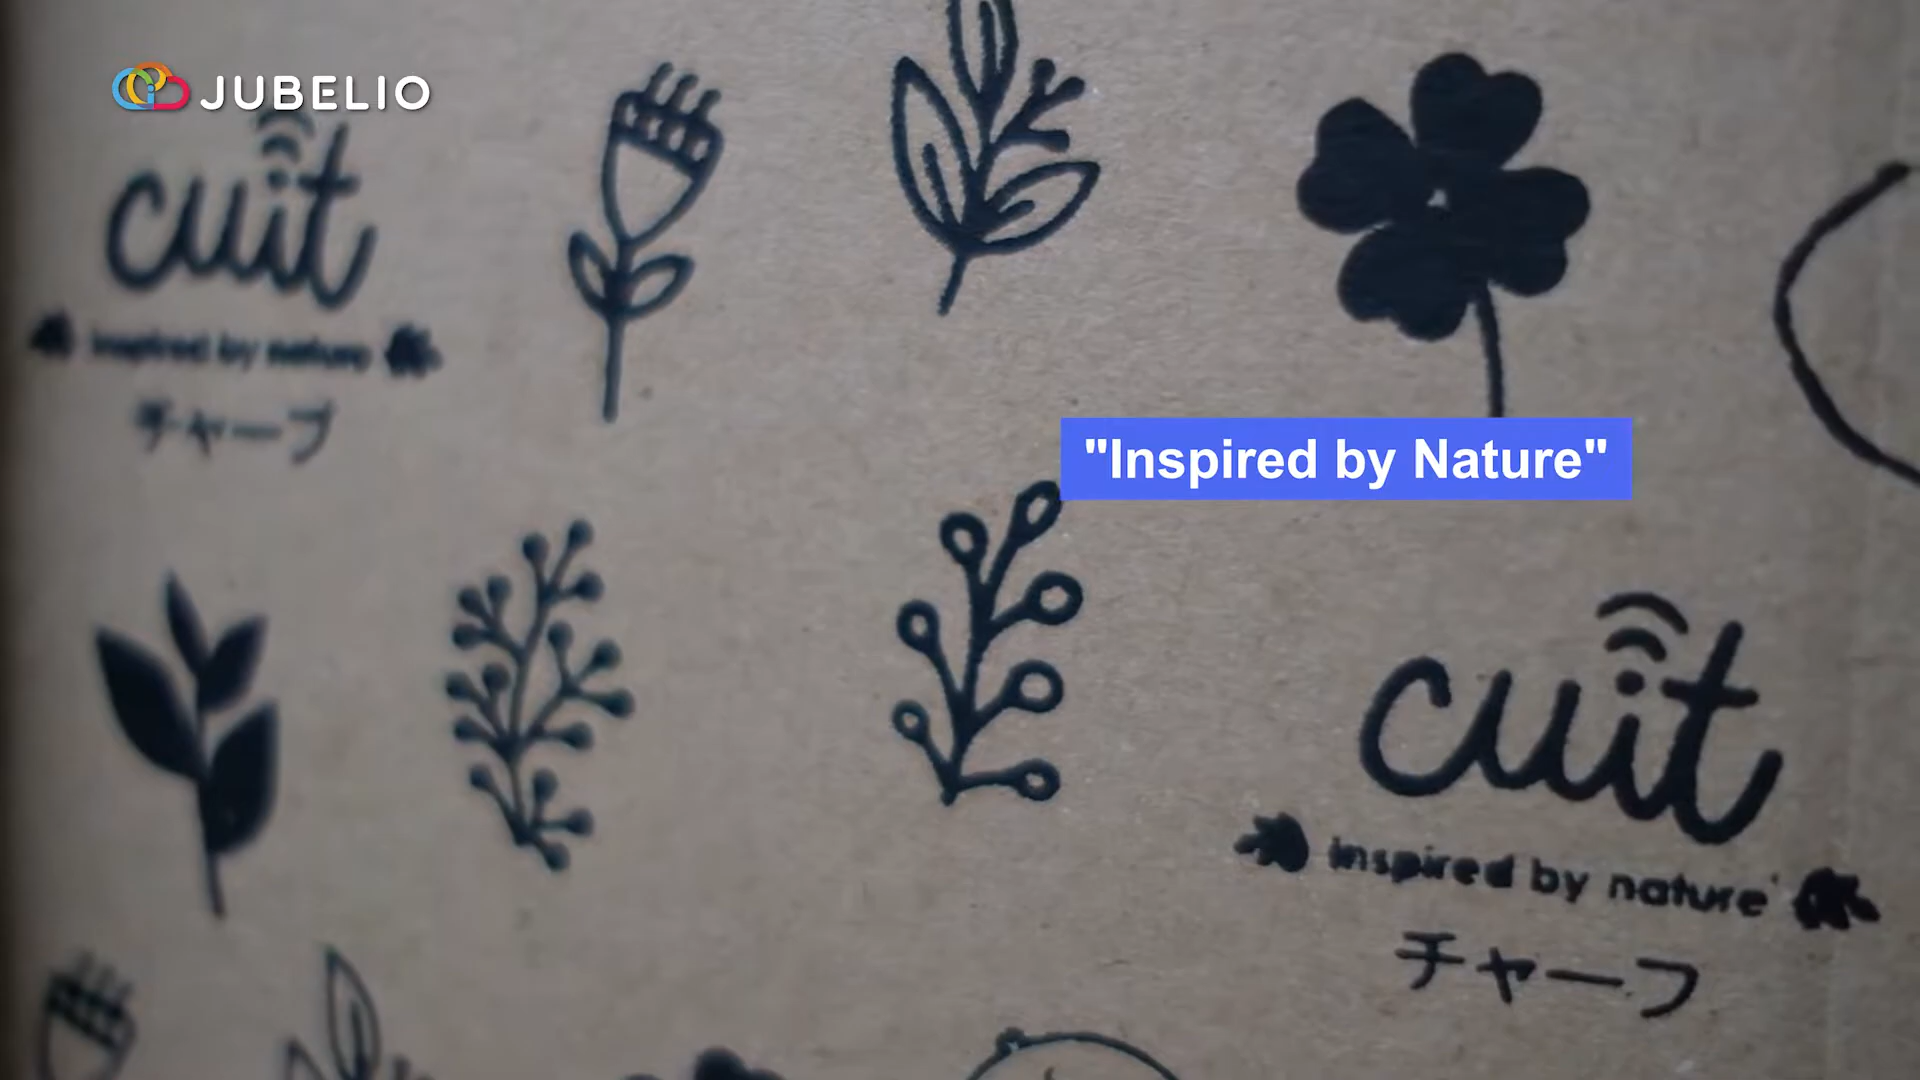 JUBELIO
cuit
inspired by nature
チャーフ
"Inspired by Nature"
cuit
inspired by nature
チャーフ